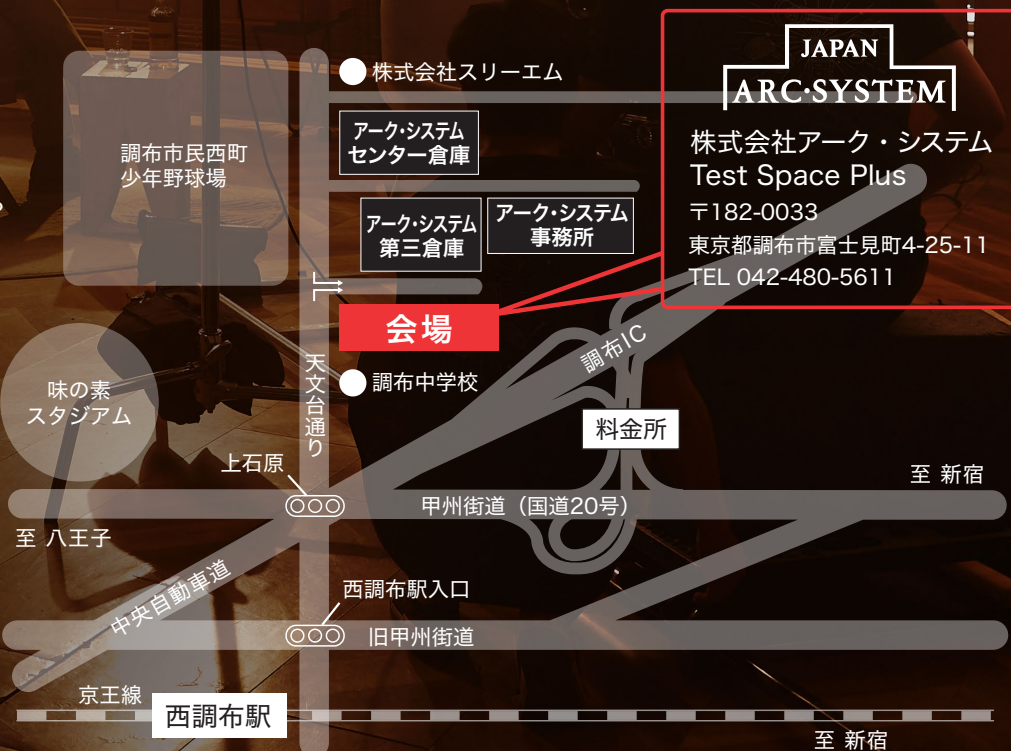 株式会社スリーエム
アーク・システム
センター倉庫
調布市民西町
少年野球場
アーク・システム
第三倉庫
アーク・システム
事務所
JAPAN
ARC・SYSTEM
株式会社アーク・システム
Test Space Plus
〒182-0033
東京都調布市富士見町4-25-11
TEL 042-480-5611
会場
調布IC
天文台通り
調布中学校
味の素
スタジアム
料金所
上石原
至 新宿
甲州街道（国道20号）
至 八王子
中央自動車道
西調布駅入口
旧甲州街道
京王線
西調布駅
至 新宿